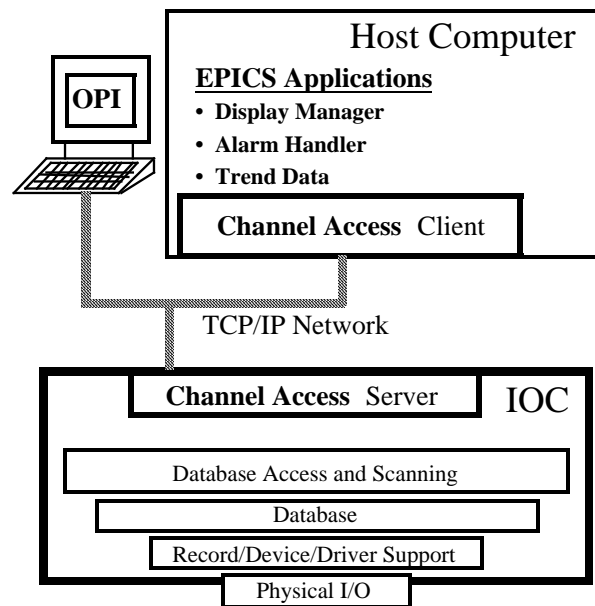 Host Computer
OPI
EPICS Applications
• Display Manager
• Alarm Handler
• Trend Data
Channel Access Client
TCP/IP Network
Channel Access Server
IOC
Database Access and Scanning
Database
Record/Device/Driver Support
Physical I/O